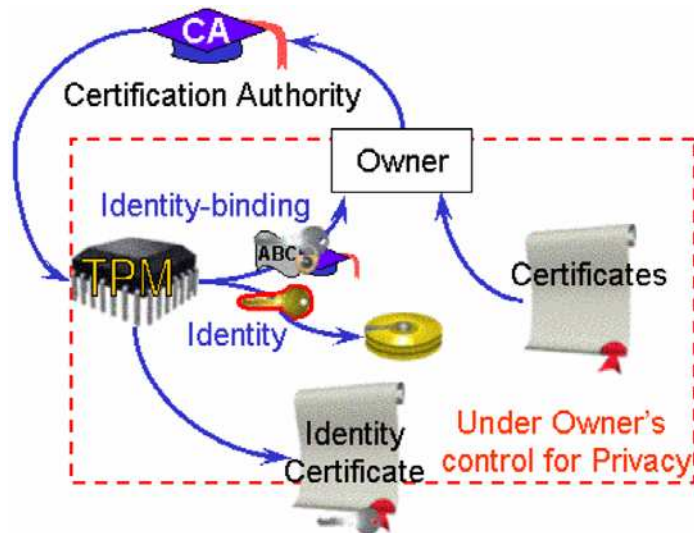 CA
Certification Authority
Owner
Identity-binding
ABC
TPM
Certificates
Identity
Identity
Certificate
Under Owner's
control for Privacy